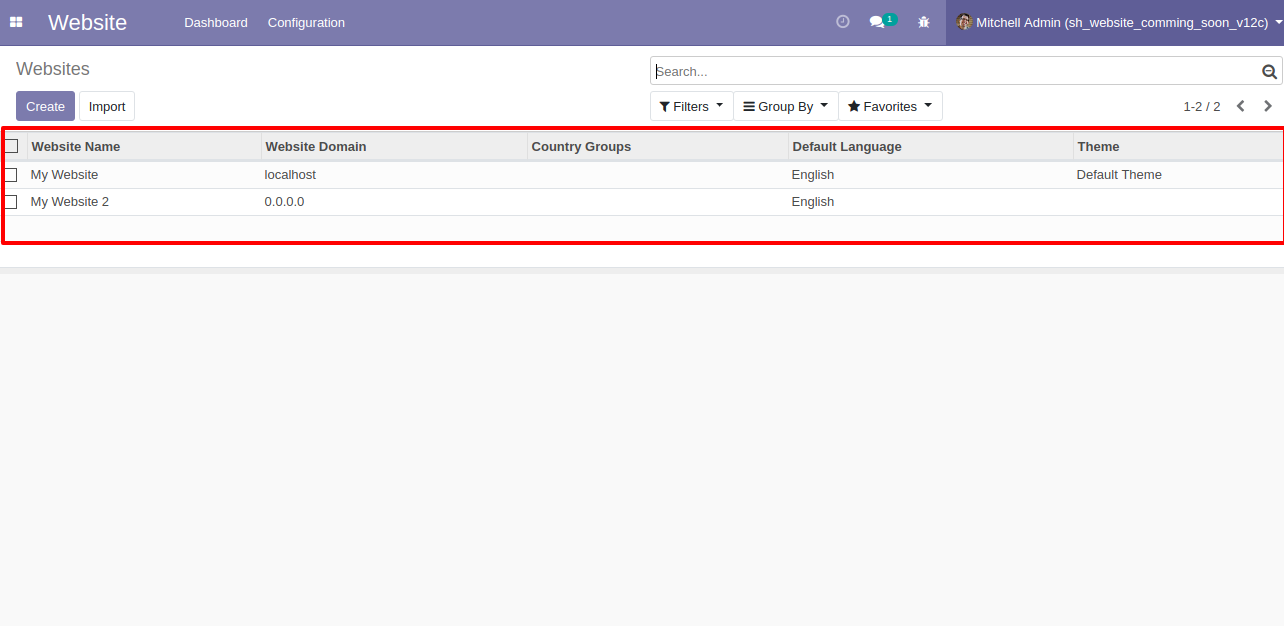 Website Dashboard Configuration 1 Mitchell Admin (sh_website_comming_soon_v12c)
Websites Search...
Create Import Filters Group By Favorites 1-2 / 2
Website Name Website Domain Country Groups Default Language Theme
My Website localhost English Default Theme
My Website 2 0.0.0.0 English